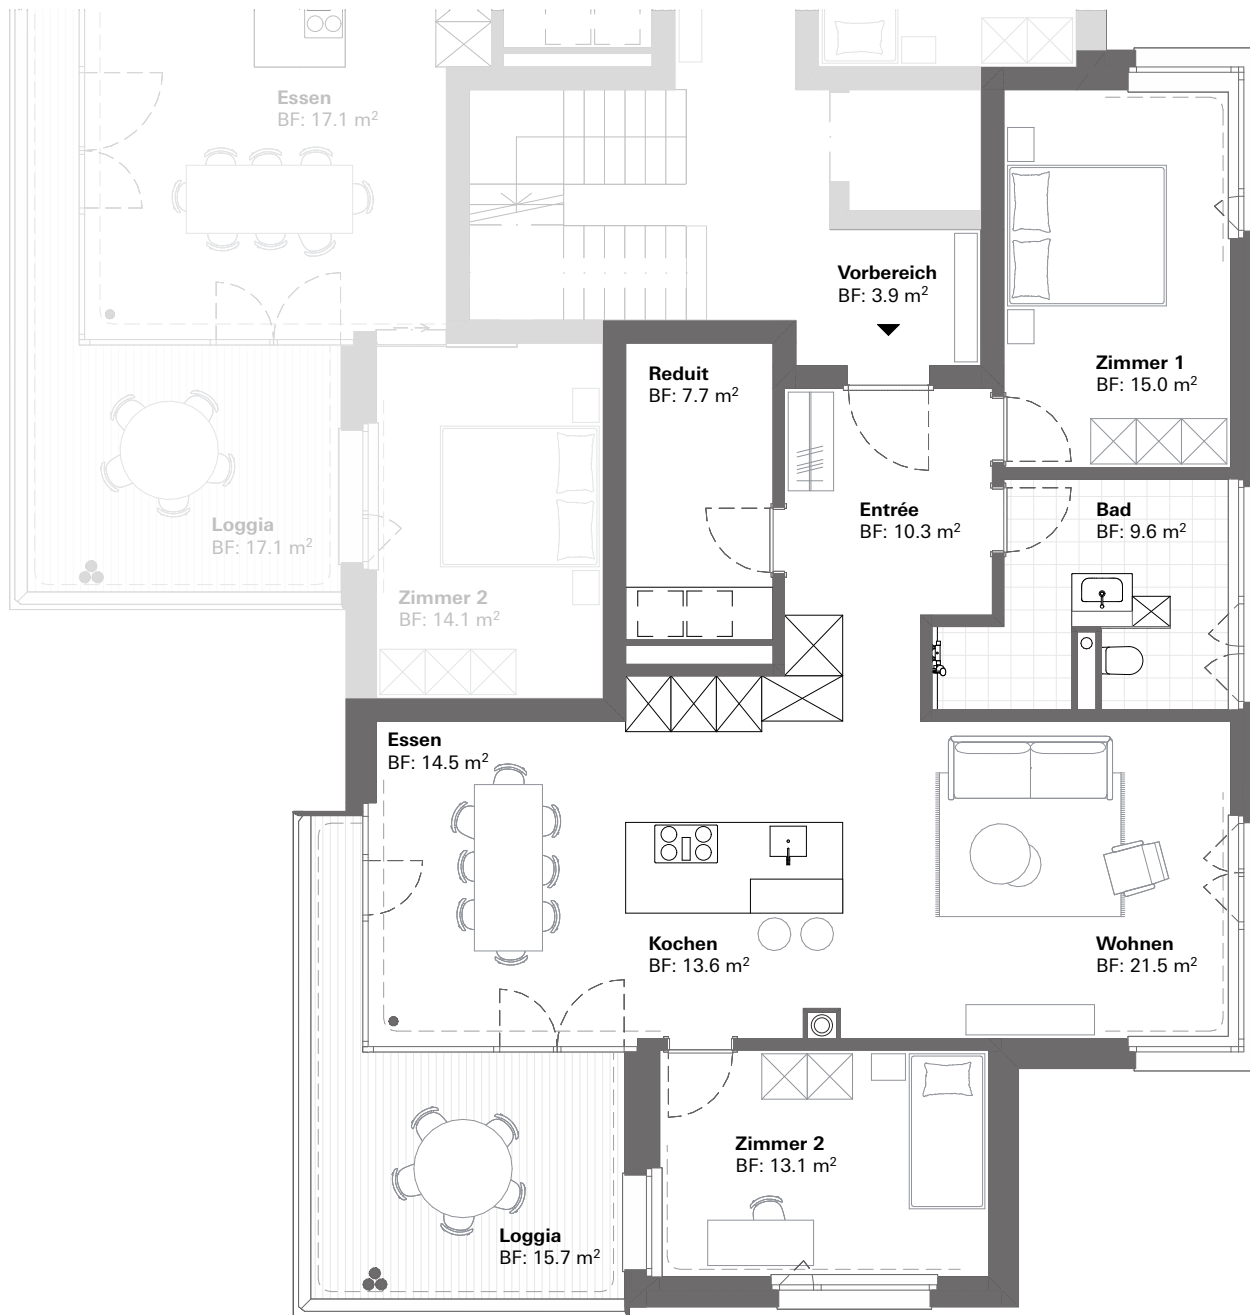 Essen
BF: 17.1 m²
Vorbereich
BF: 3.9 m²
Reduit
BF: 7.7 m²
Zimmer 1
BF: 15.0 m²
Loggia
BF: 17.1 m²
Entrée
BF: 10.3 m²
Bad
BF: 9.6 m²
Zimmer 2
BF: 14.1 m²
Essen
BF: 14.5 m²
Kochen
BF: 13.6 m²
Wohnen
BF: 21.5 m²
Zimmer 2
BF: 13.1 m²
Loggia
BF: 15.7 m²